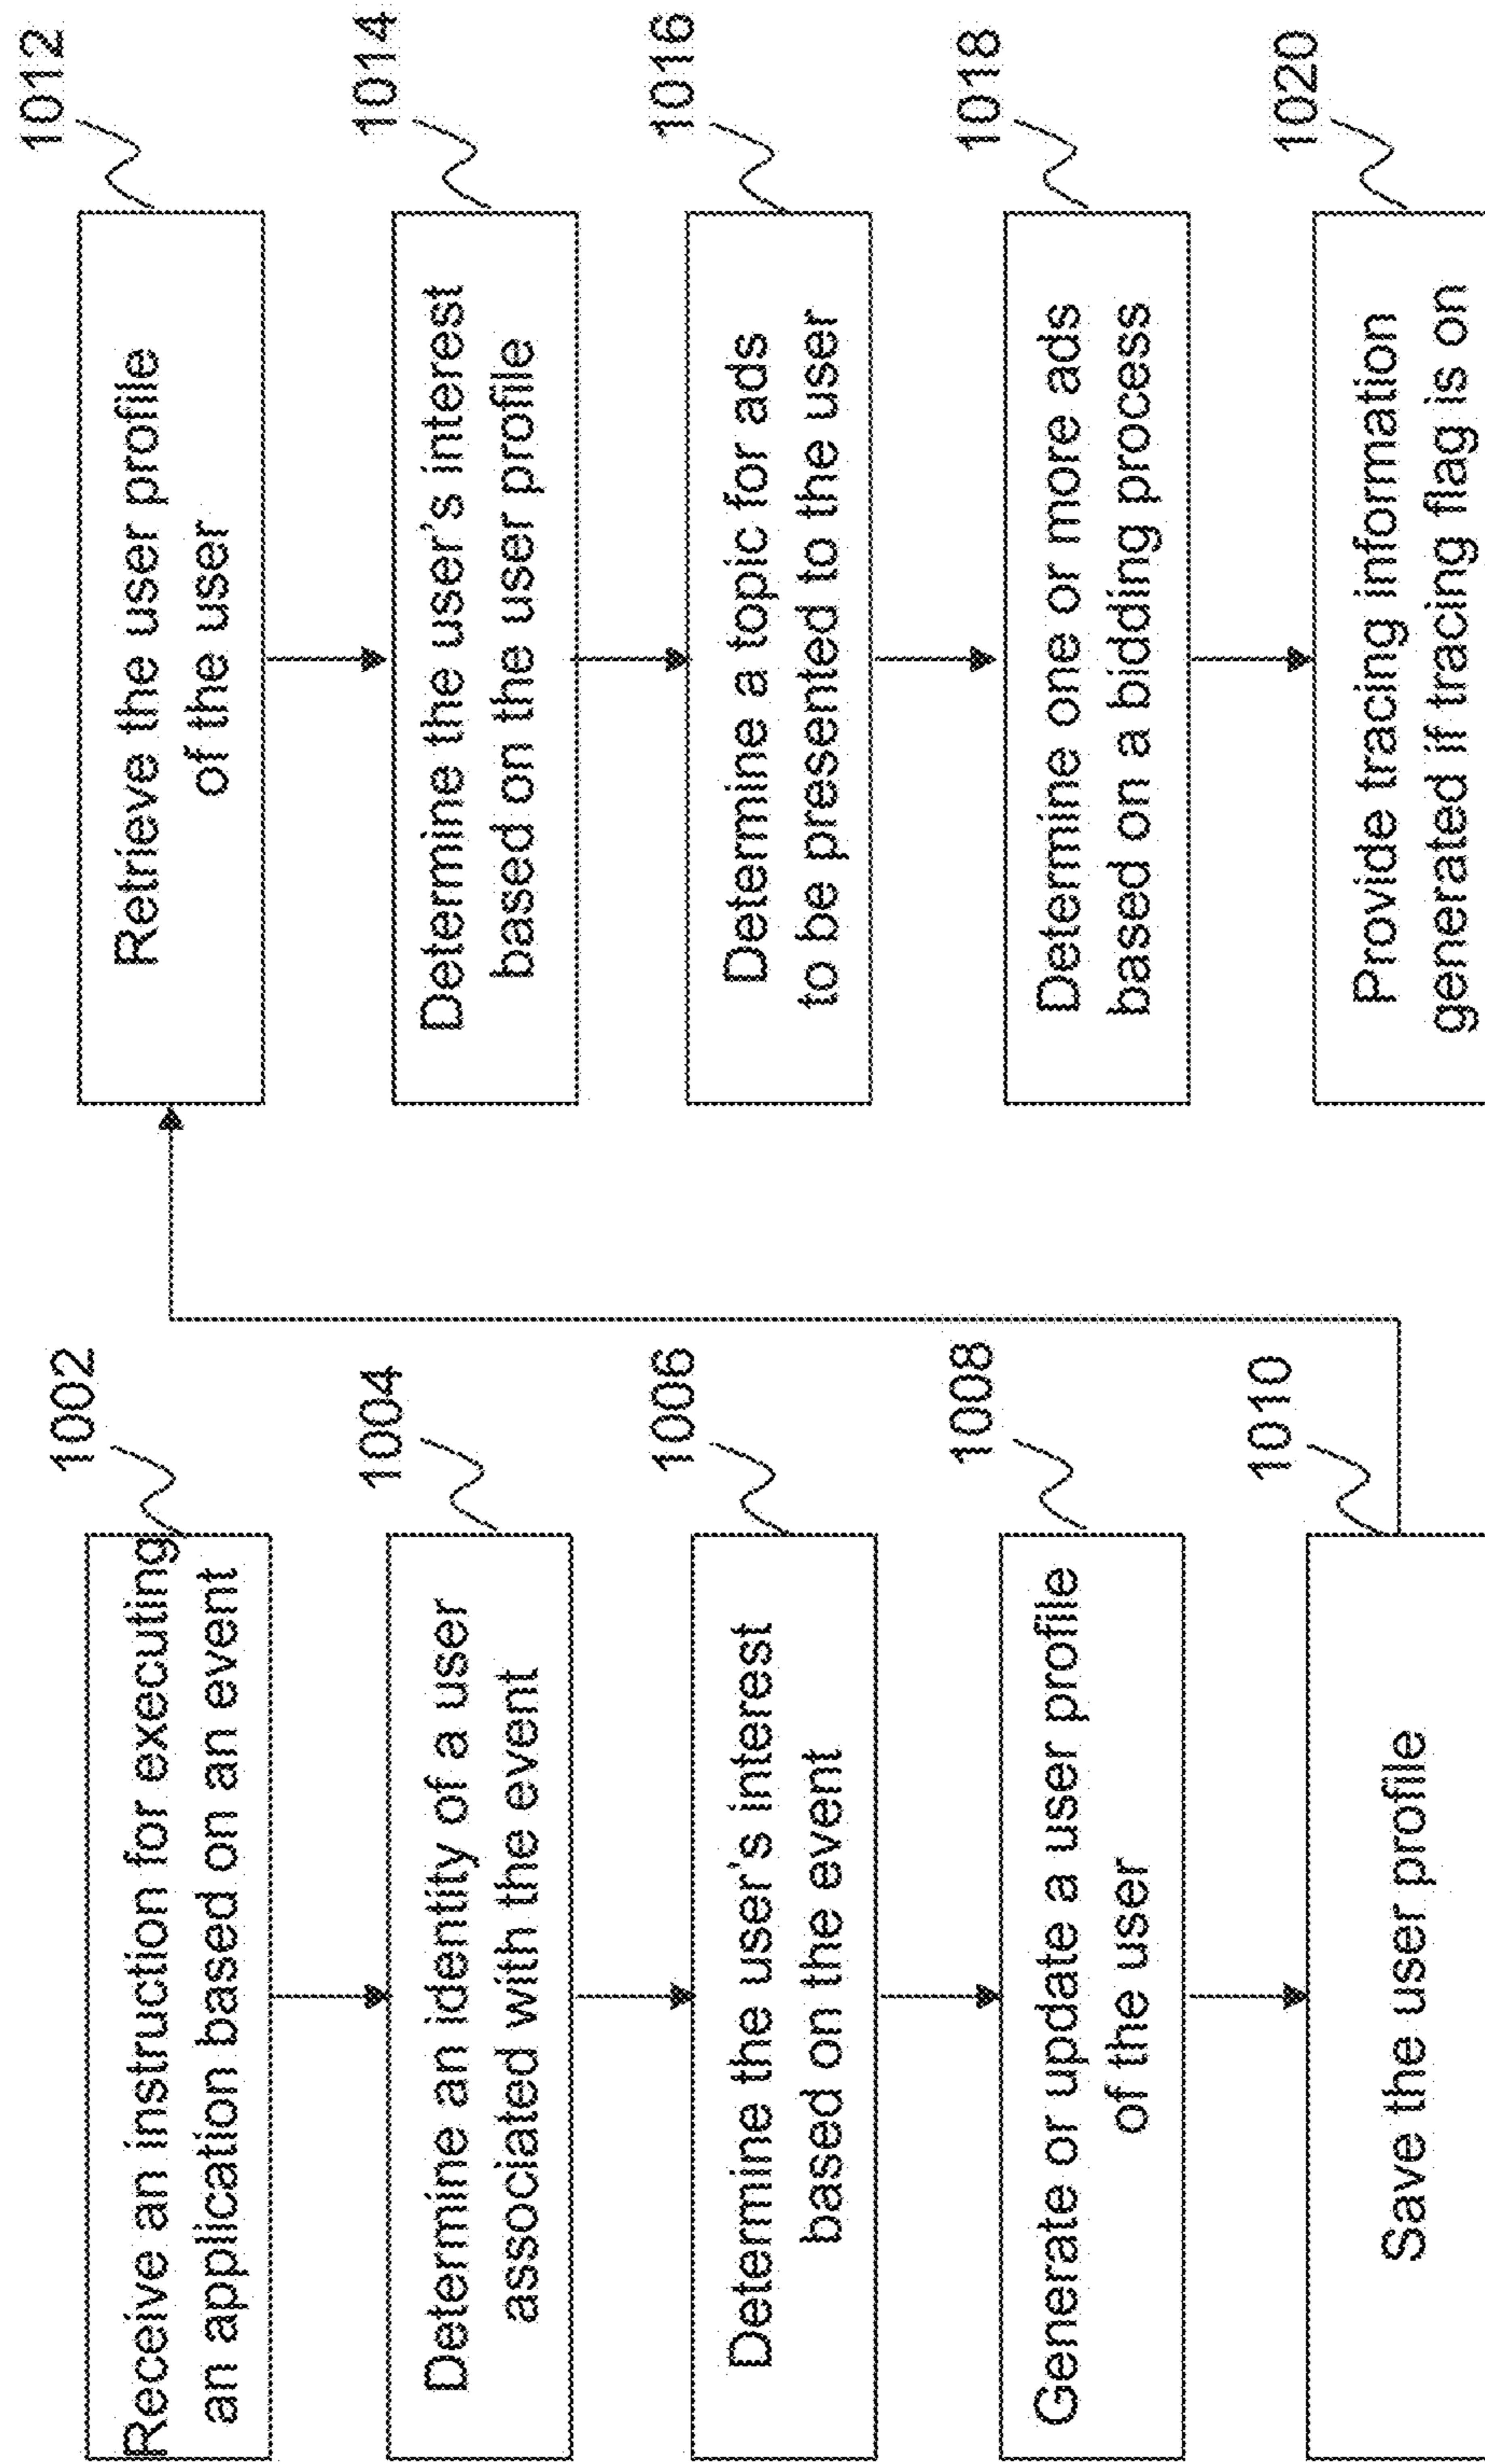 1002
Receive an instruction for executing
an application based on an event
1004
Determine an identity of a user
associated with the event
1006
Determine the user's interest
based on the event
1008
Generate or update a user profile
of the user
1010
Save the user profile
1012
Retrieve the user profile
of the user
1014
Determine the user's interest
based on the user profile
1016
Determine a topic for ads
to be presented to the user
1018
Determine one or more ads
based on a bidding process
1020
Provide tracing information
generated if tracing flag is on